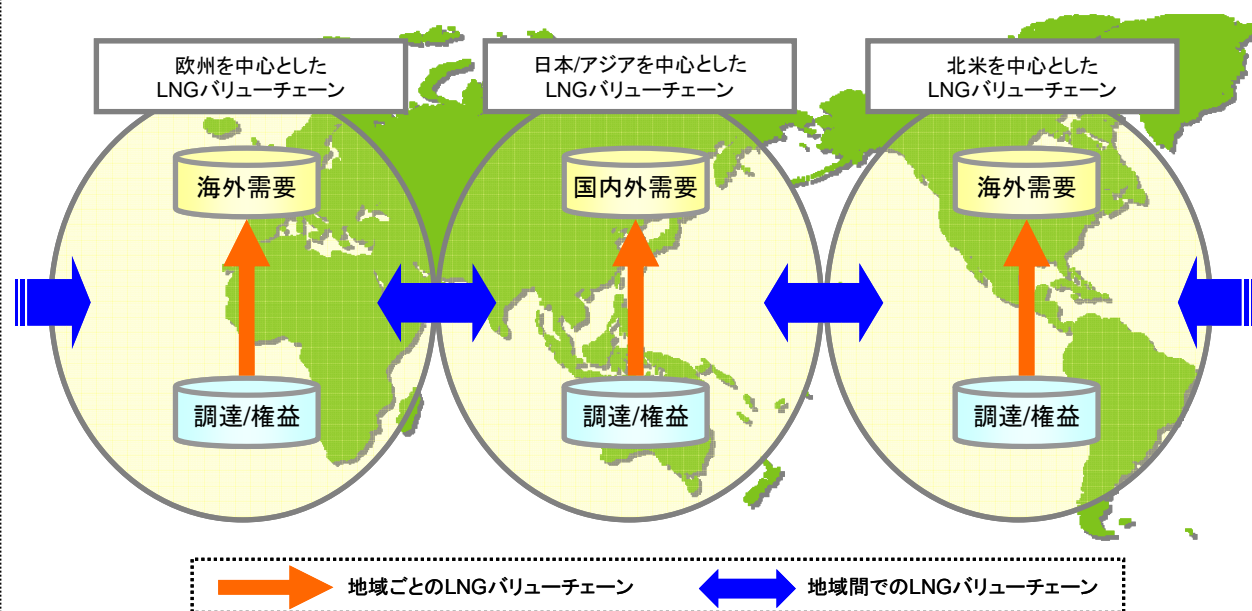 欧州を中心とした
LNGバリューチェーン
日本/アジアを中心とした
LNGバリューチェーン
北米を中心とした
LNGバリューチェーン
海外需要
国内外需要
海外需要
調達/権益
調達/権益
調達/権益
地域ごとのLNGバリューチェーン
地域間でのLNGバリューチェーン